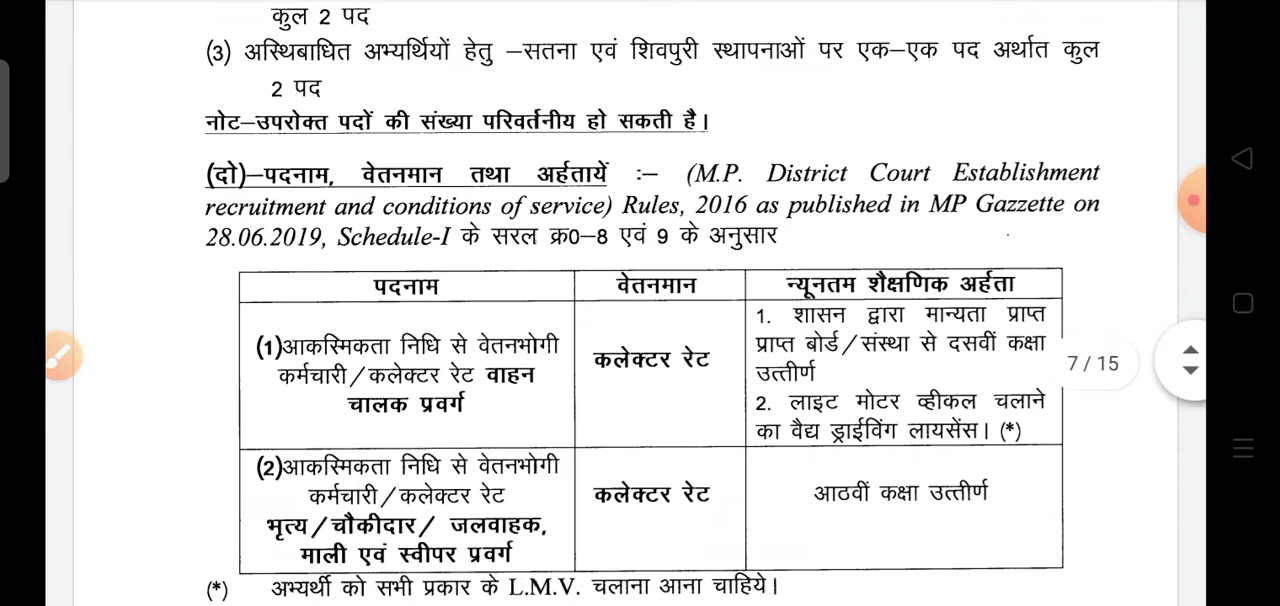 कुल 2 पद
(3) अस्थिबाधित अभ्यर्थियों हेतु –सतना एवं शिवपुरी स्थापनाओं पर एक–एक पद अर्थात कुल
2 पद
नोट–उपरोक्त पदों की संख्या परिवर्तनीय हो सकती है।
(दो)–पदनाम, वेतनमान तथा अर्हतायें :– (M.P. District Court Establishment
recruitment and conditions of service) Rules, 2016 as published in MP Gazzette on
28.06.2019, Schedule-I के सरल क्र0–8 एवं 9 के अनुसार
पदनाम वेतनमान न्यूनतम शैक्षणिक अर्हता
(1)आकस्मिकता निधि से वेतनभोगी
कर्मचारी/कलेक्टर रेट वाहन
चालक प्रवर्ग
कलेक्टर रेट
1. शासन द्वारा मान्यता प्राप्त
प्राप्त बोर्ड/संस्था से दसवीं कक्षा
उत्तीर्ण
2. लाइट मोटर व्हीकल चलाने
का वैद्य ड्राईविंग लायसेंस। (*)
7 / 15
(2)आकस्मिकता निधि से वेतनभोगी
कर्मचारी/कलेक्टर रेट
भृत्य/चौकीदार/ जलवाहक,
माली एवं स्वीपर प्रवर्ग
कलेक्टर रेट
आठवीं कक्षा उत्तीर्ण
(*) अभ्यर्थी को सभी प्रकार के L.M.V. चलाना आना चाहिये।